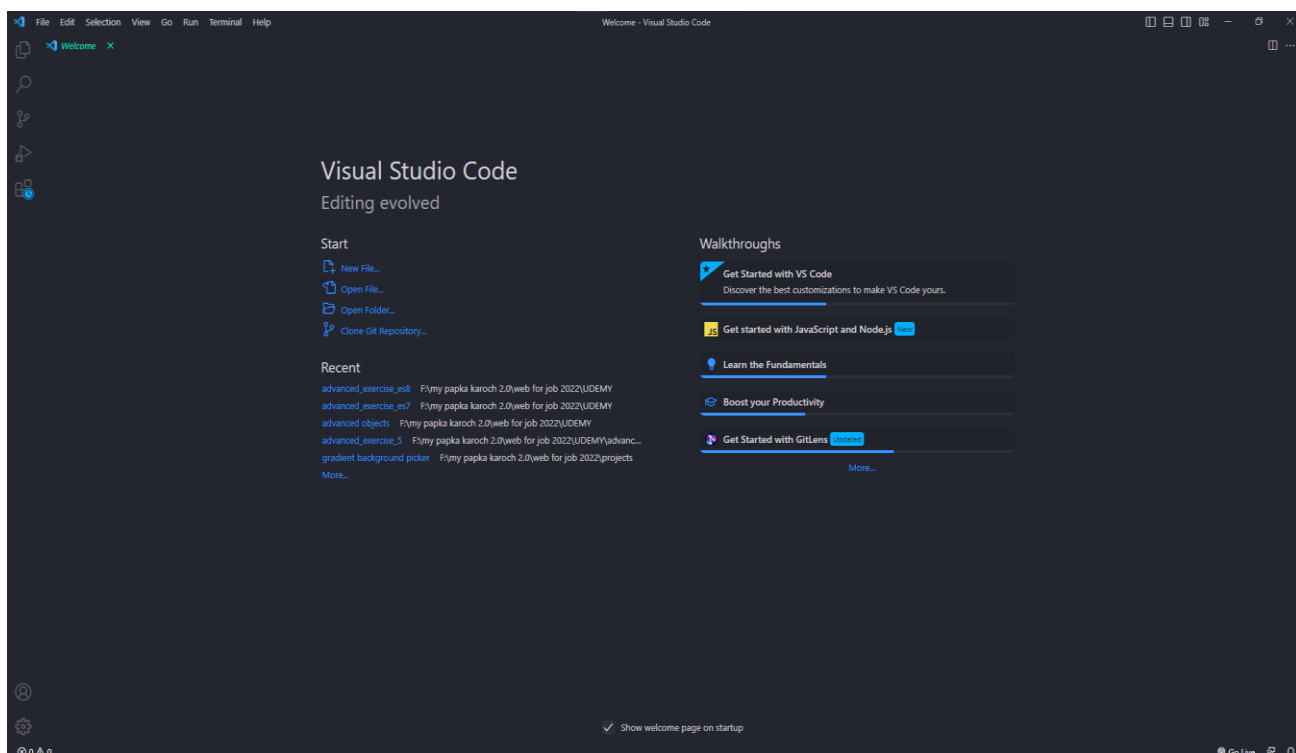 File Edit Selection View Go Run Terminal Help
Welcome - Visual Studio Code
Welcome
Visual Studio Code
Editing evolved
Start
New File...
Open File...
Open Folder...
Clone Git Repository...
Recent
advanced_exercise_es8 F:\my papka karoch 2.0\web for job 2022\UDEMY
advanced_exercise_es7 F:\my papka karoch 2.0\web for job 2022\UDEMY
advanced objects F:\my papka karoch 2.0\web for job 2022\UDEMY
advanced_exercise_5 F:\my papka karoch 2.0\web for job 2022\UDEMY\advanc...
gradient background picker F:\my papka karoch 2.0\web for job 2022\projects
More...
Walkthroughs
Get Started with VS Code
Discover the best customizations to make VS Code yours.
JS Get started with JavaScript and Node.js New
Learn the Fundamentals
Boost your Productivity
Get Started with GitLens Updated
More...
Show welcome page on startup
0 0
Go Live